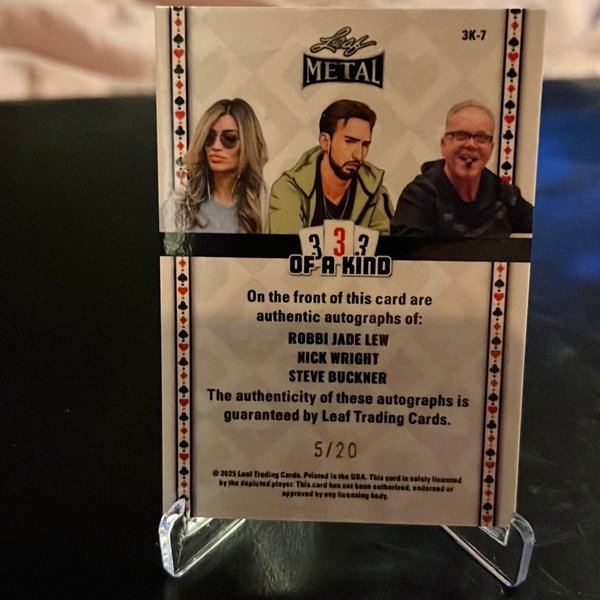 3K-7
Leaf
METAL
3 3 3
OF A KIND
On the front of this card are
authentic autographs of:
ROBBI JADE LEW
NICK WRIGHT
STEVE BUCKNER
The authenticity of these autographs is
guaranteed by Leaf Trading Cards.
5/20
© 2025 Leaf Trading Cards. Printed in the USA. This card is solely licensed
by the depicted player. This card has not been authorized, endorsed or
approved by any licensing body.